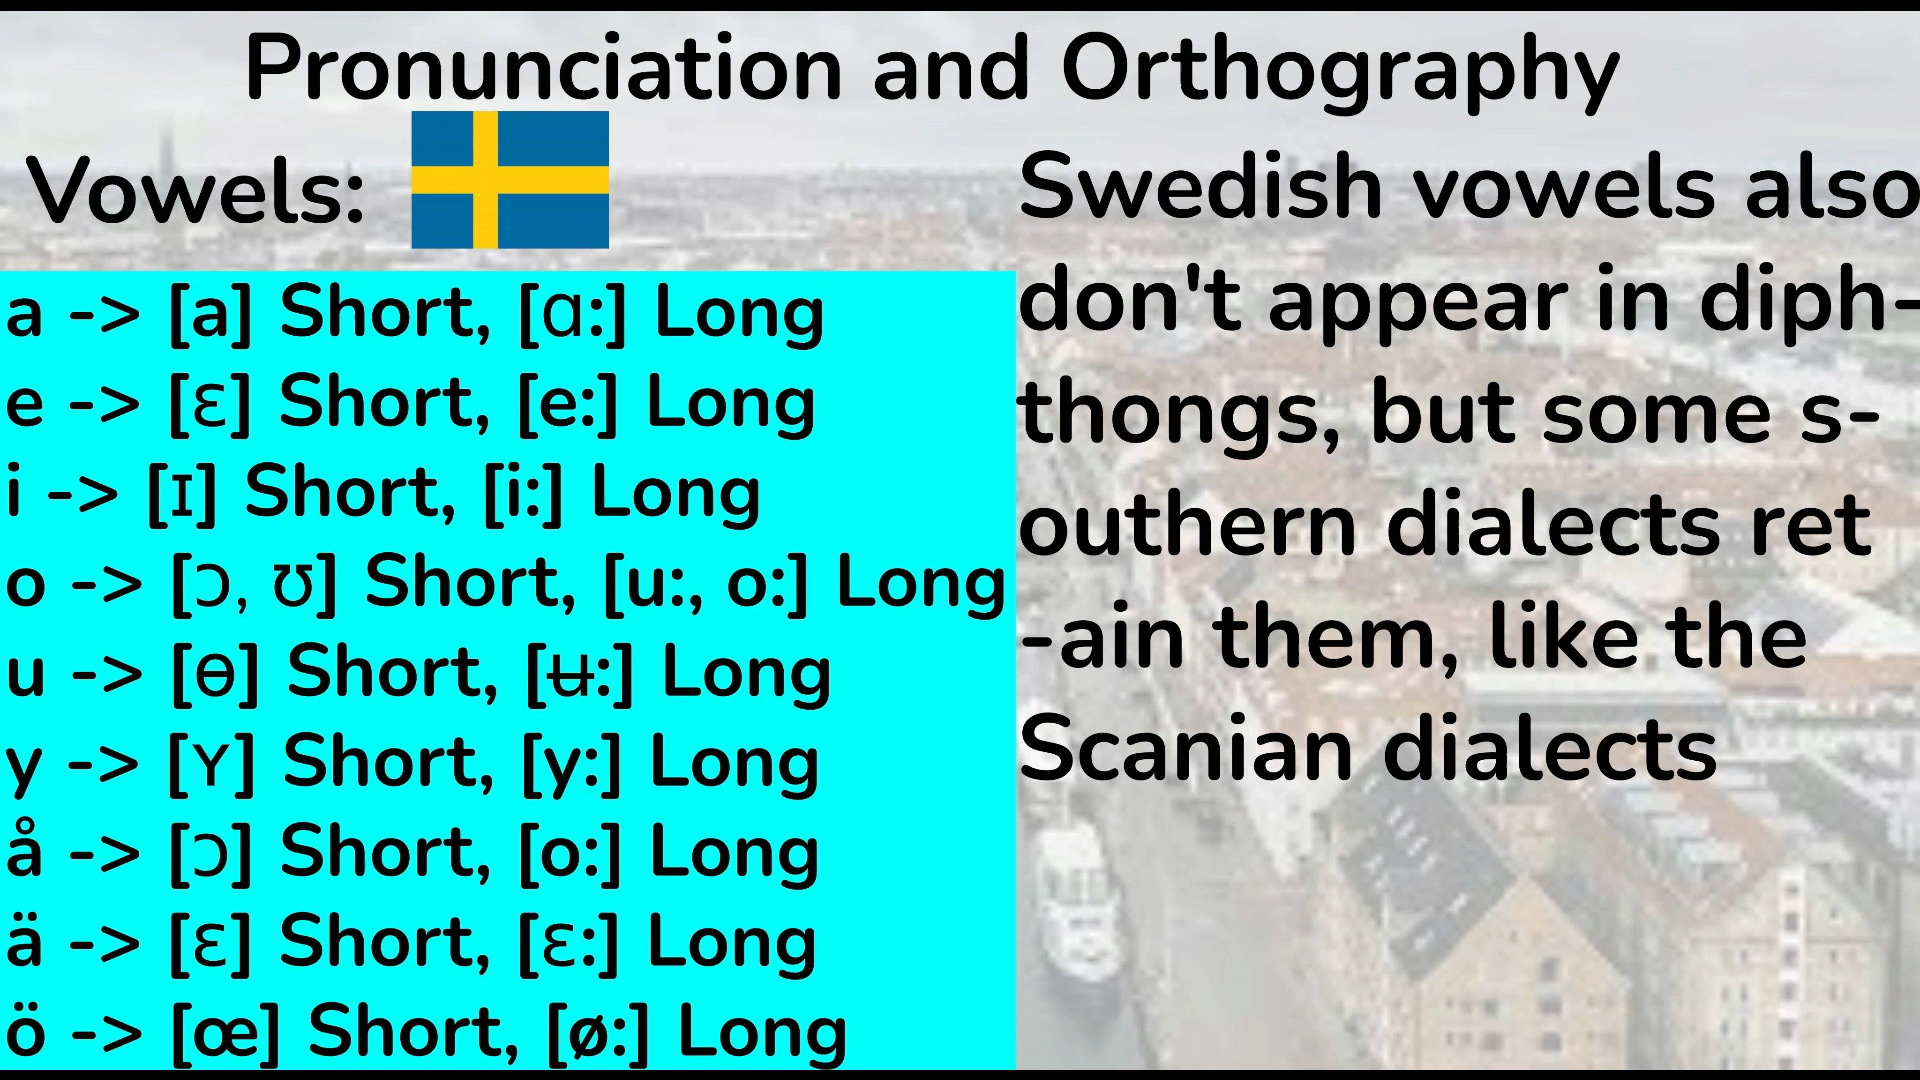 Pronunciation and Orthography
Vowels:
a -> [a] Short, [ɑ:] Long
e -> [ɛ] Short, [e:] Long
i -> [ɪ] Short, [i:] Long
o -> [ɔ, ʊ] Short, [u:, o:] Long
u -> [ɵ] Short, [ʉ:] Long
y -> [ʏ] Short, [y:] Long
å -> [ɔ] Short, [o:] Long
ä -> [ɛ] Short, [ɛ:] Long
ö -> [œ] Short, [ø:] Long
Swedish vowels also
don't appear in diph-
thongs, but some s-
outhern dialects ret
-ain them, like the
Scanian dialects